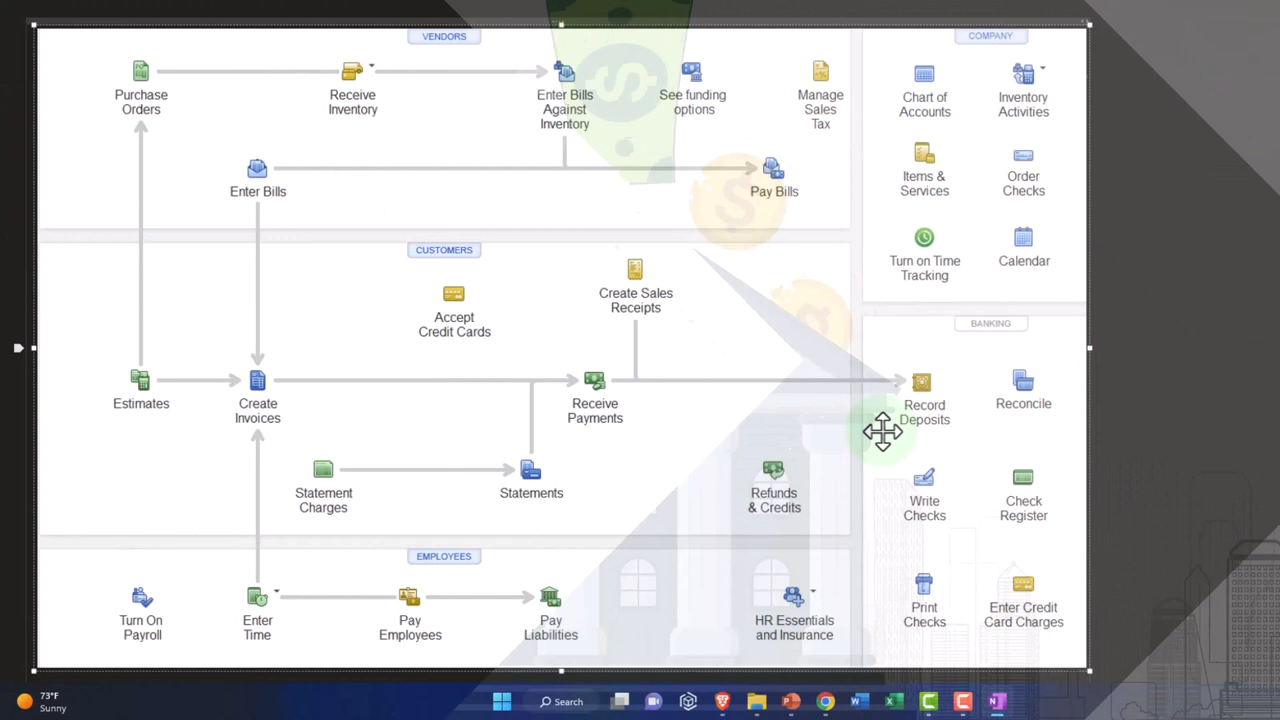 VENDORS
Purchase
Orders
Receive
Inventory
Enter Bills
Against
Inventory
See funding
options
Manage
Sales
Tax
Enter Bills
Pay Bills
COMPANY
Chart of
Accounts
Inventory
Activities
Items &
Services
Order
Checks
Turn on Time
Tracking
Calendar
CUSTOMERS
Accept
Credit Cards
Create Sales
Receipts
Estimates
Create
Invoices
Receive
Payments
Statement
Charges
Statements
Refunds
& Credits
BANKING
Record
Deposits
Reconcile
Write
Checks
Check
Register
Print
Checks
Enter Credit
Card Charges
EMPLOYEES
Turn On
Payroll
Enter
Time
Pay
Employees
Pay
Liabilities
HR Essentials
and Insurance
73°F
Sunny
Search